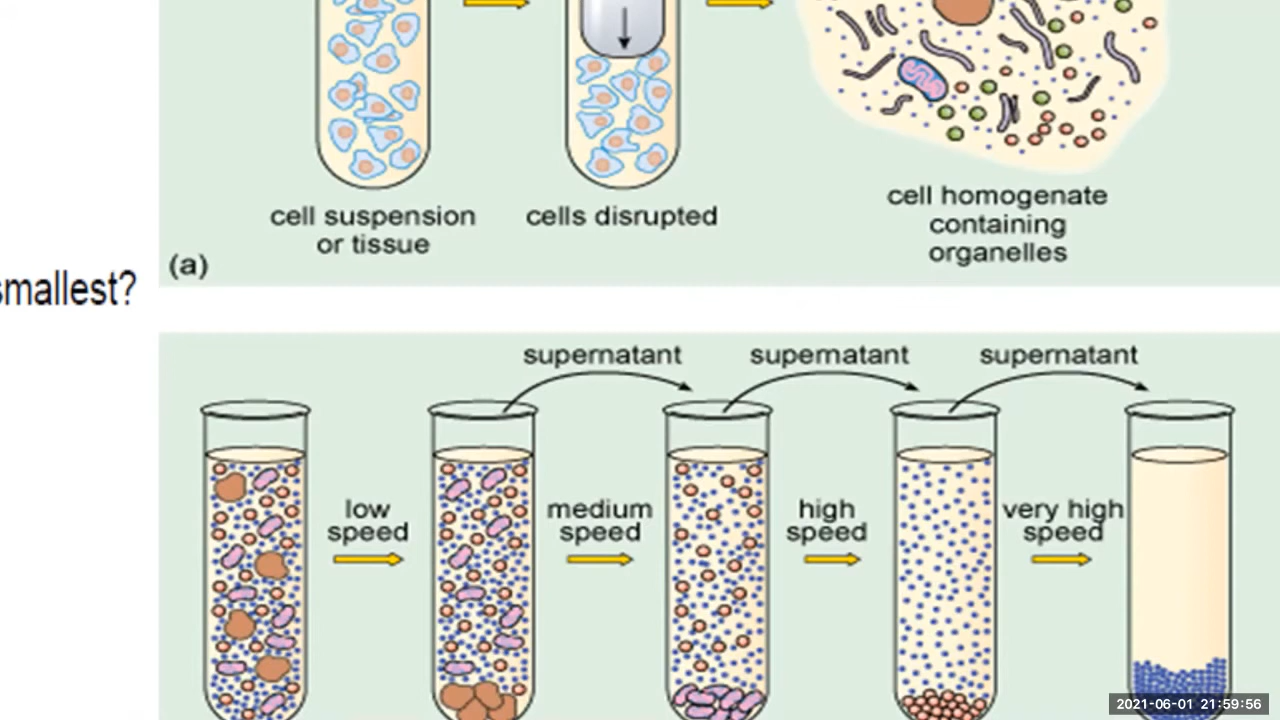 cell suspension
or tissue
cells disrupted
cell homogenate
containing
organelles
(a)
smallest?
supernatant
supernatant
supernatant
low
speed
medium
speed
high
speed
very high
speed
2021-06-01 21:59:56